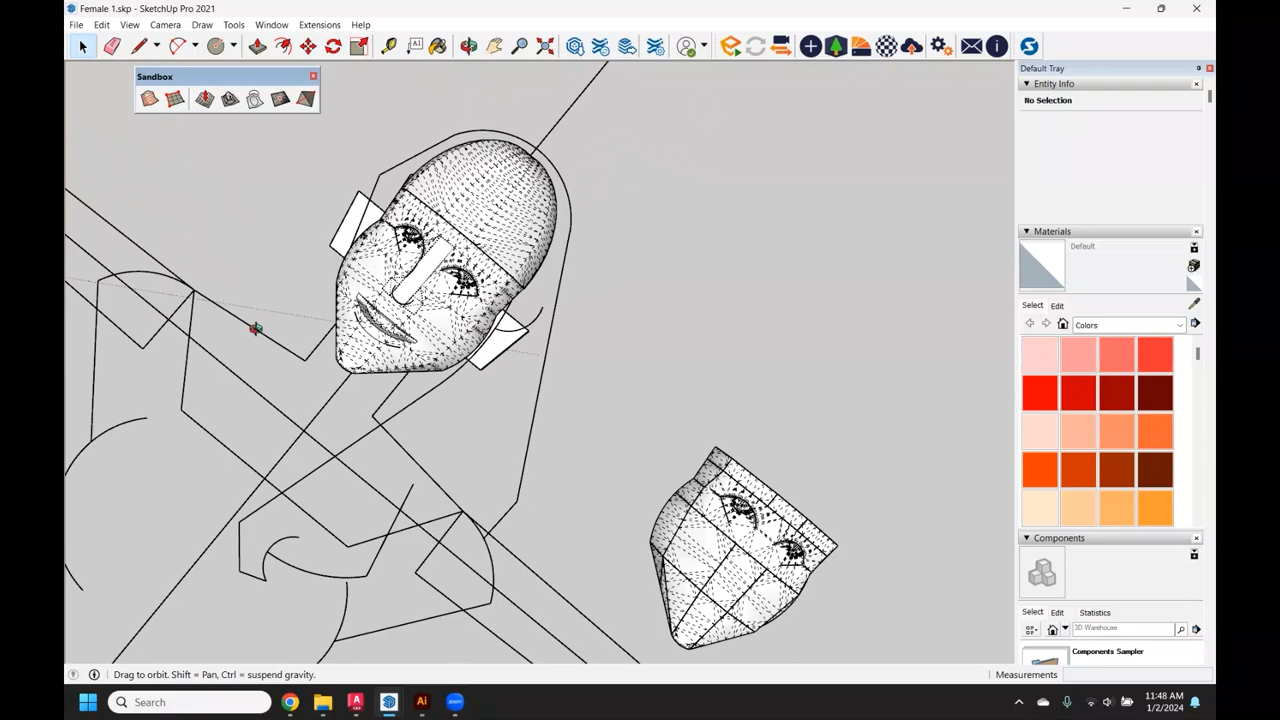 Female 1.skp - SketchUp Pro 2021
File Edit View Camera Draw Tools Window Extensions Help
Sandbox
Default Tray
Entity Info
No Selection
Materials
Default
Select Edit
Colors
Components
Select Edit Statistics
3D Warehouse
Components Sampler
Drag to orbit. Shift = Pan, Ctrl = suspend gravity.
Measurements
Search
A
Ai
zoom
11:48 AM
1/2/2024